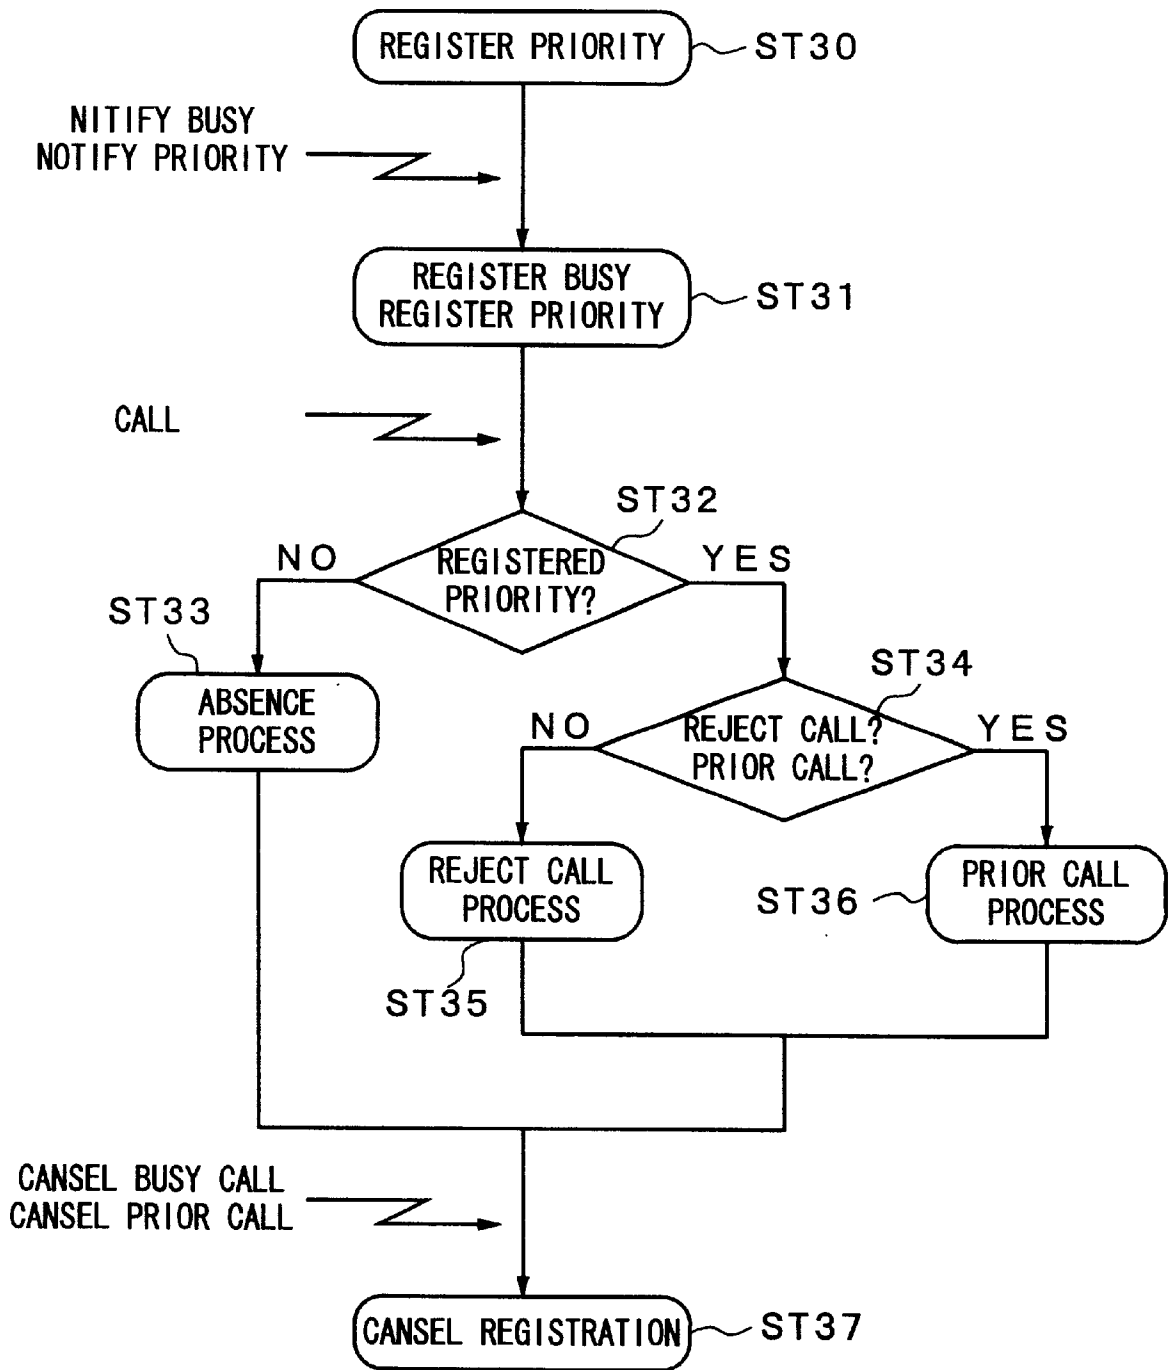 REGISTER PRIORITY
ST30
NITIFY BUSY
NOTIFY PRIORITY
REGISTER BUSY
REGISTER PRIORITY
ST31
CALL
ST32
NO
REGISTERED
PRIORITY?
YES
ST33
ABSENCE
PROCESS
ST34
NO
REJECT CALL?
PRIOR CALL?
YES
REJECT CALL
PROCESS
ST35
ST36
PRIOR CALL
PROCESS
CANSEL BUSY CALL
CANSEL PRIOR CALL
CANSEL REGISTRATION
ST37